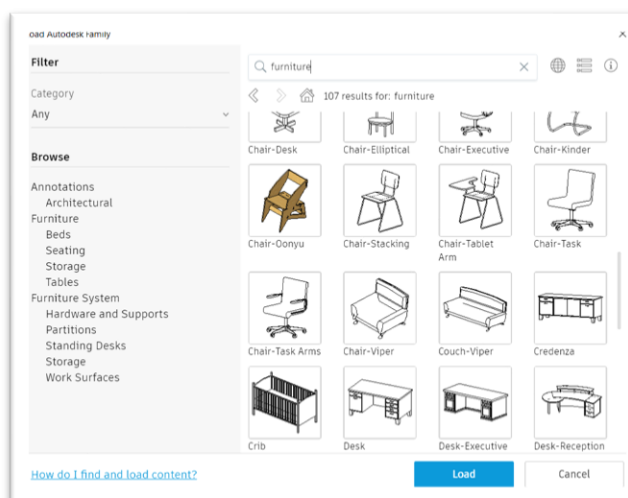 oad Autodesk Family
Filter
Category
Any
Browse
Annotations
Architectural
Furniture
Beds
Seating
Storage
Tables
Furniture System
Hardware and Supports
Partitions
Standing Desks
Storage
Work Surfaces
How do I find and load content?
furniture
107 results for: furniture
Chair-Desk Chair-Elliptical Chair-Executive Chair-Kinder
Chair-Oonyu Chair-Stacking Chair-Tablet Arm Chair-Task
Chair-Task Arms Chair-Viper Couch-Viper Credenza
Crib Desk Desk-Executive Desk-Reception
Load Cancel